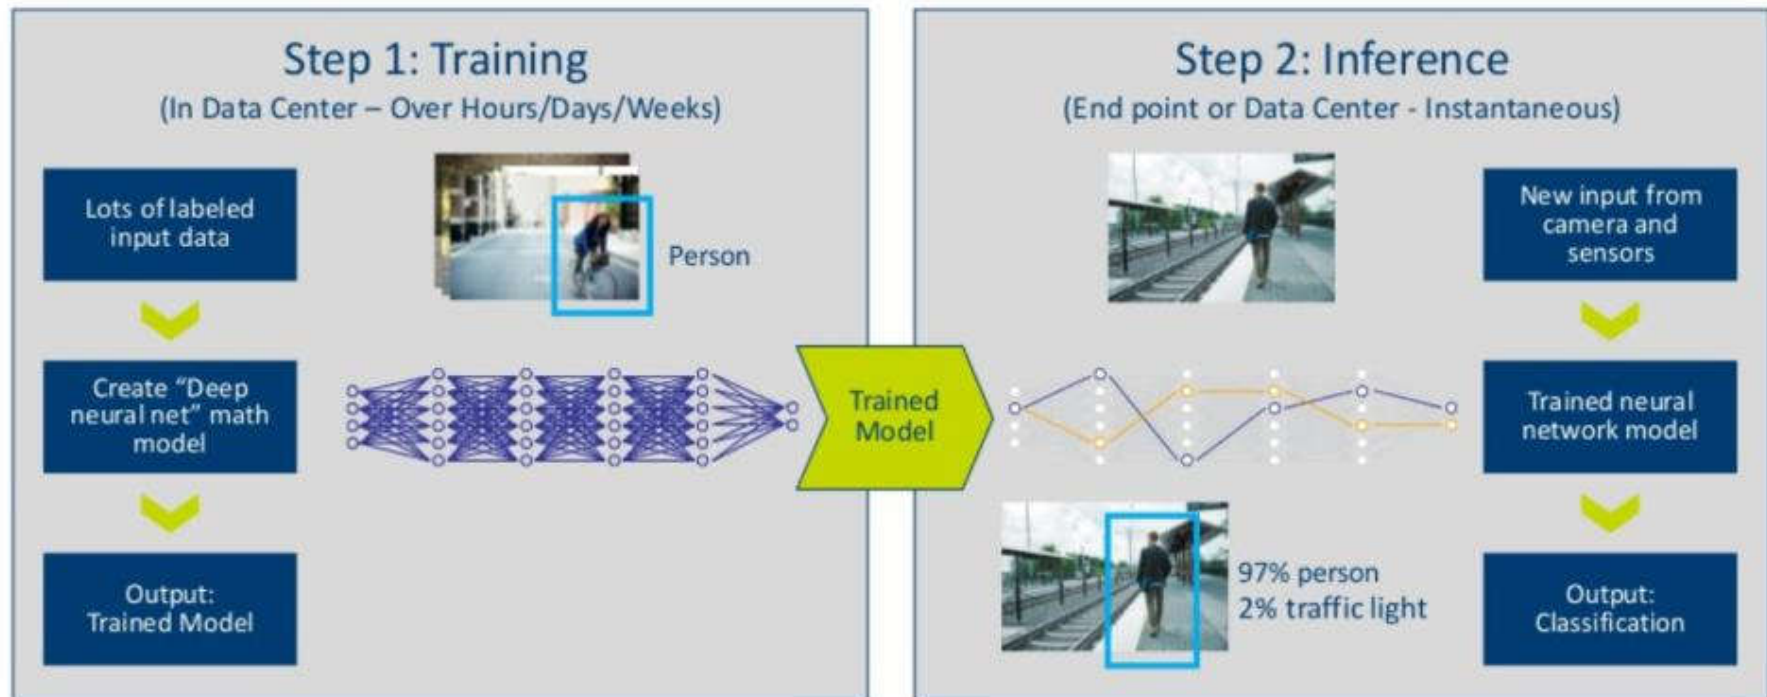 Step 1: Training
(In Data Center – Over Hours/Days/Weeks)
Lots of labeled
input data
Person
Create “Deep
neural net” math
model
Output:
Trained Model
Trained
Model
Step 2: Inference
(End point or Data Center - Instantaneous)
New input from
camera and
sensors
Trained neural
network model
97% person
2% traffic light
Output:
Classification